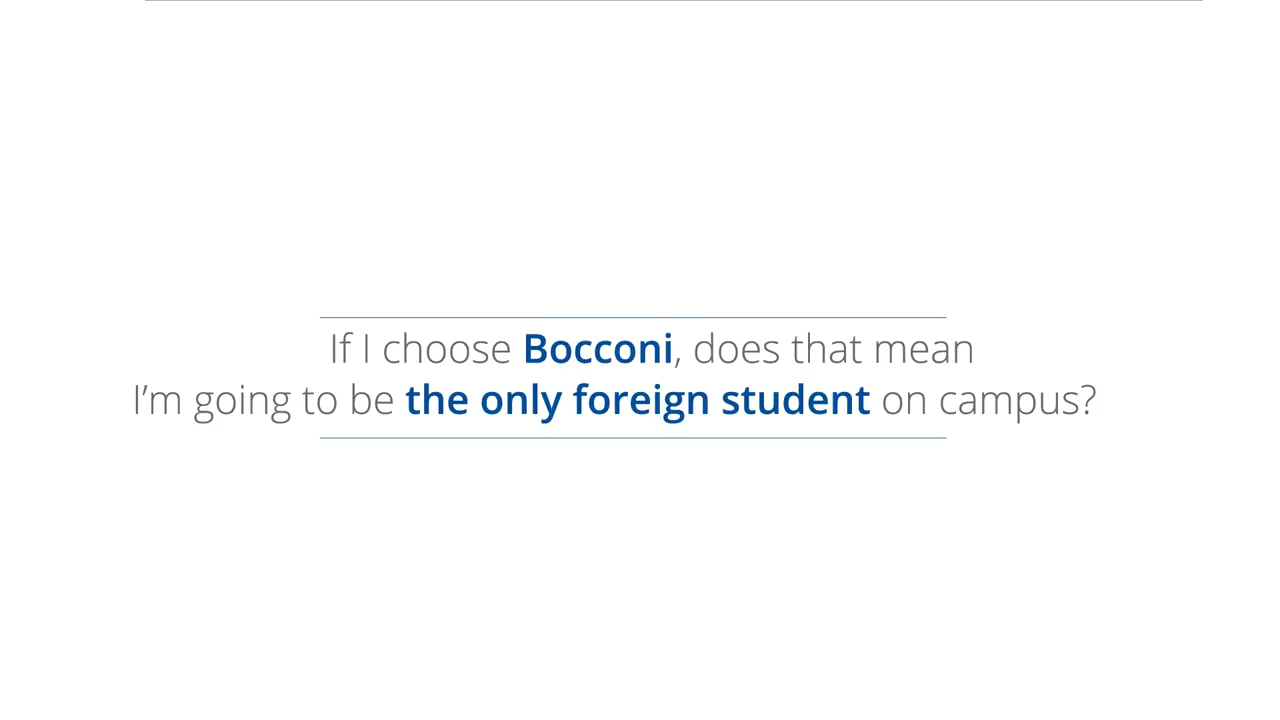 If I choose Bocconi, does that mean
I’m going to be the only foreign student on campus?